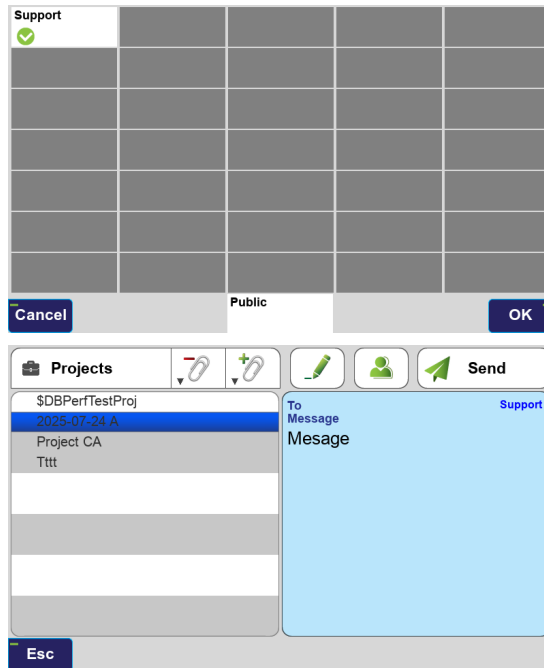 Support
Cancel
Public
OK
Projects
Send
$DBPerfTestProj
2025-07-24 A
Project CA
Tttt
To
Support
Message
Mesage
Esc